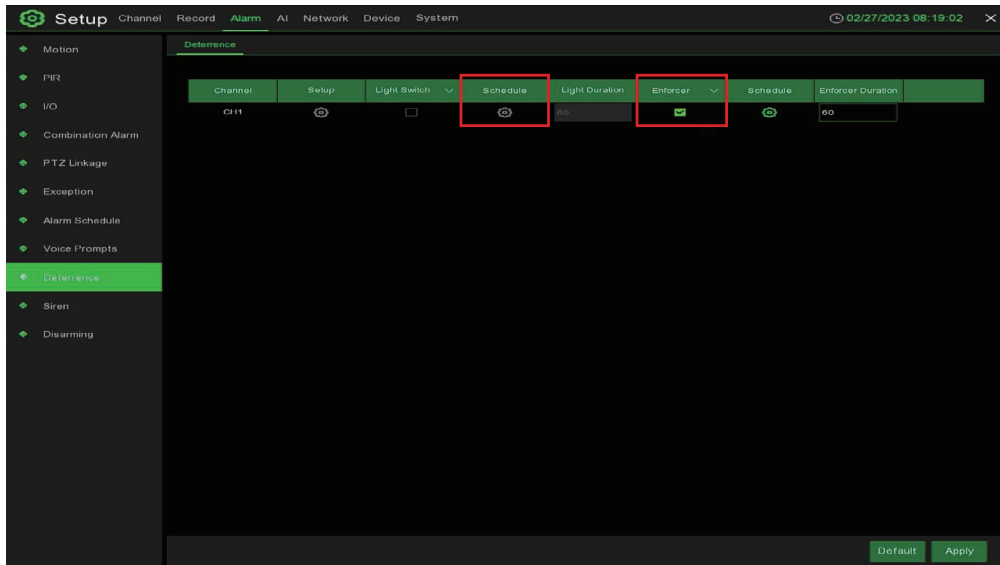 Setup Channel Record Alarm AI Network Device System 02/27/2023 08:19:02
Motion
PIR
I/O
Combination Alarm
PTZ Linkage
Exception
Alarm Schedule
Voice Prompts
Deterrence
Siren
Disarming
Deterrence
Channel Setup Light Switch Schedule Light Duration Enforcer Schedule Enforcer Duration
CH1 60 60
Default Apply